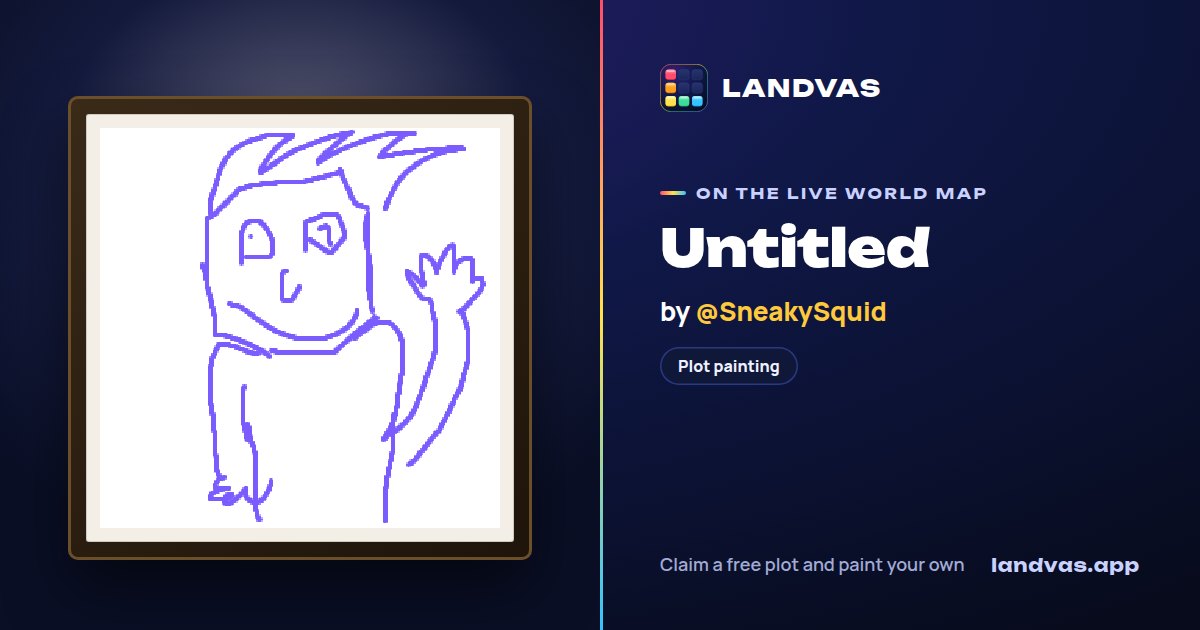 LANDVAS
ON THE LIVE WORLD MAP
Untitled
by @SneakySquid
Plot painting
Claim a free plot and paint your own landvas.app